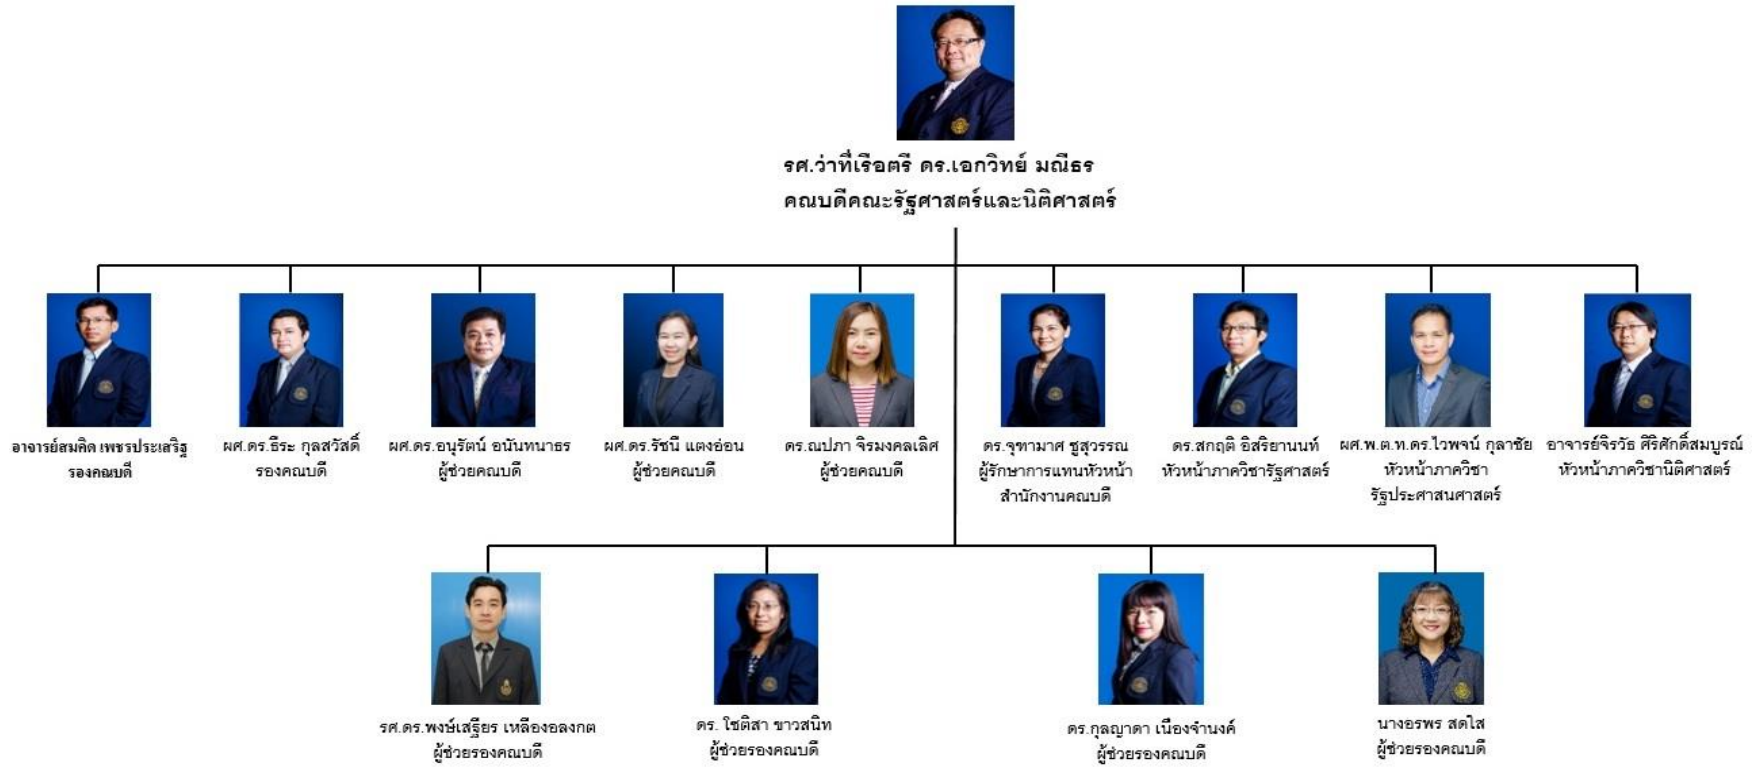 รศ.ว่าที่เรือตรี ดร.เอกวิทย์ มณีธร
คณบดีคณะรัฐศาสตร์และนิติศาสตร์
อาจารย์สมคิด เพชรประเสริฐ
รองคณบดี
ผศ.ดร.ธีระ กุลสวัสดิ์
รองคณบดี
ผศ.ดร.อนุรัตน์ อนันทนาธร
ผู้ช่วยคณบดี
ผศ.ดร.รัชนี แตงอ่อน
ผู้ช่วยคณบดี
ดร.ณปภา จิรมงคลเลิศ
ผู้ช่วยคณบดี
ดร.จุฑามาศ ชูสุวรรณ
ผู้รักษาการแทนหัวหน้า
สำนักงานคณบดี
ดร.สกฤติ อิสริยานนท์
หัวหน้าภาควิชารัฐศาสตร์
ผศ.พ.ต.ท.ดร.ไวพจน์ กุลาชัย
หัวหน้าภาควิชา
รัฐประศาสนศาสตร์
อาจารย์จิรวัธ ศิริศักดิ์สมบูรณ์
หัวหน้าภาควิชานิติศาสตร์
รศ.ดร.พงษ์เสฐียร เหลืองอลงกต
ผู้ช่วยรองคณบดี
ดร. โชติสา ขาวสนิท
ผู้ช่วยรองคณบดี
ดร.กุลญาดา เนื่องจำนงค์
ผู้ช่วยรองคณบดี
นางอรพร สดใส
ผู้ช่วยรองคณบดี